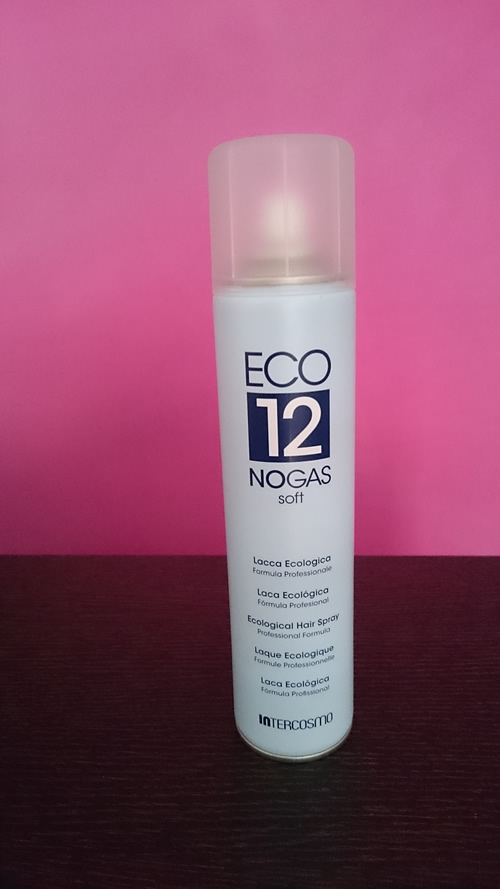 ECO
12
NOGAS
soft
Lacca Ecologica
Formula Professionale
Laca Ecológica
Fórmula Profesional
Ecological Hair Spray
Professional Formula
Laque Ecologique
Formule Professionnelle
Laca Ecológica
Fórmula Profissional
INTERCOSMO